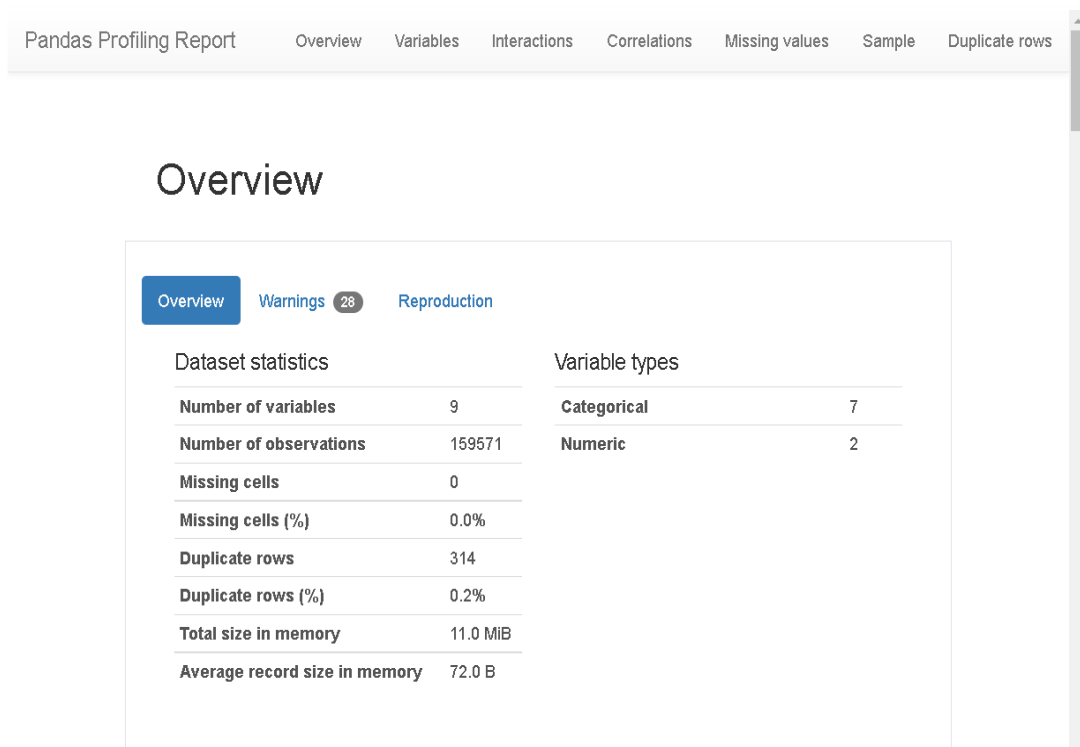 Pandas Profiling Report Overview Variables Interactions Correlations Missing values Sample Duplicate rows
Overview
Overview Warnings 28 Reproduction
Dataset statistics
Number of variables 9
Number of observations 159571
Missing cells 0
Missing cells (%) 0.0%
Duplicate rows 314
Duplicate rows (%) 0.2%
Total size in memory 11.0 MiB
Average record size in memory 72.0 B
Variable types
Categorical 7
Numeric 2